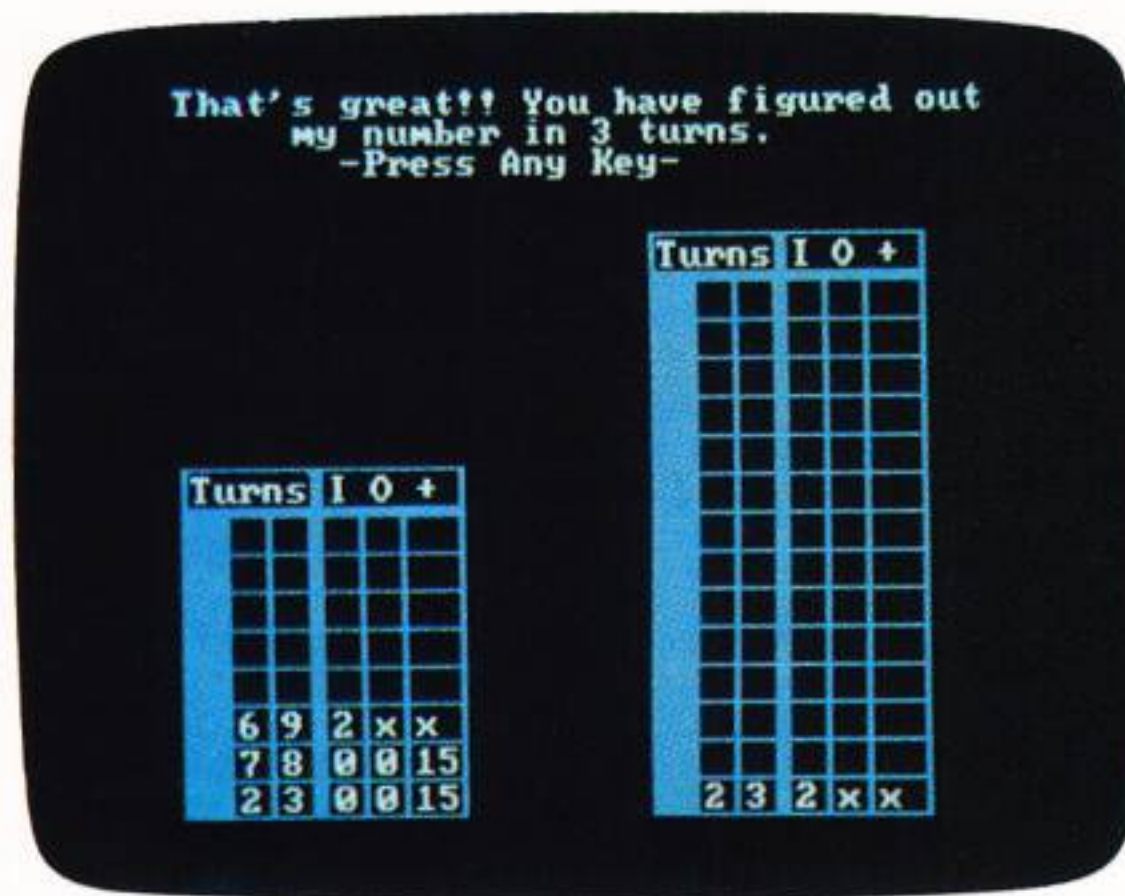 That's great!! You have figured out
my number in 3 turns.
-Press Any Key-
Turns I O +
6 9 2 x x
7 8 0 0 15
2 3 0 0 15
Turns I O +
2 3 2 x x